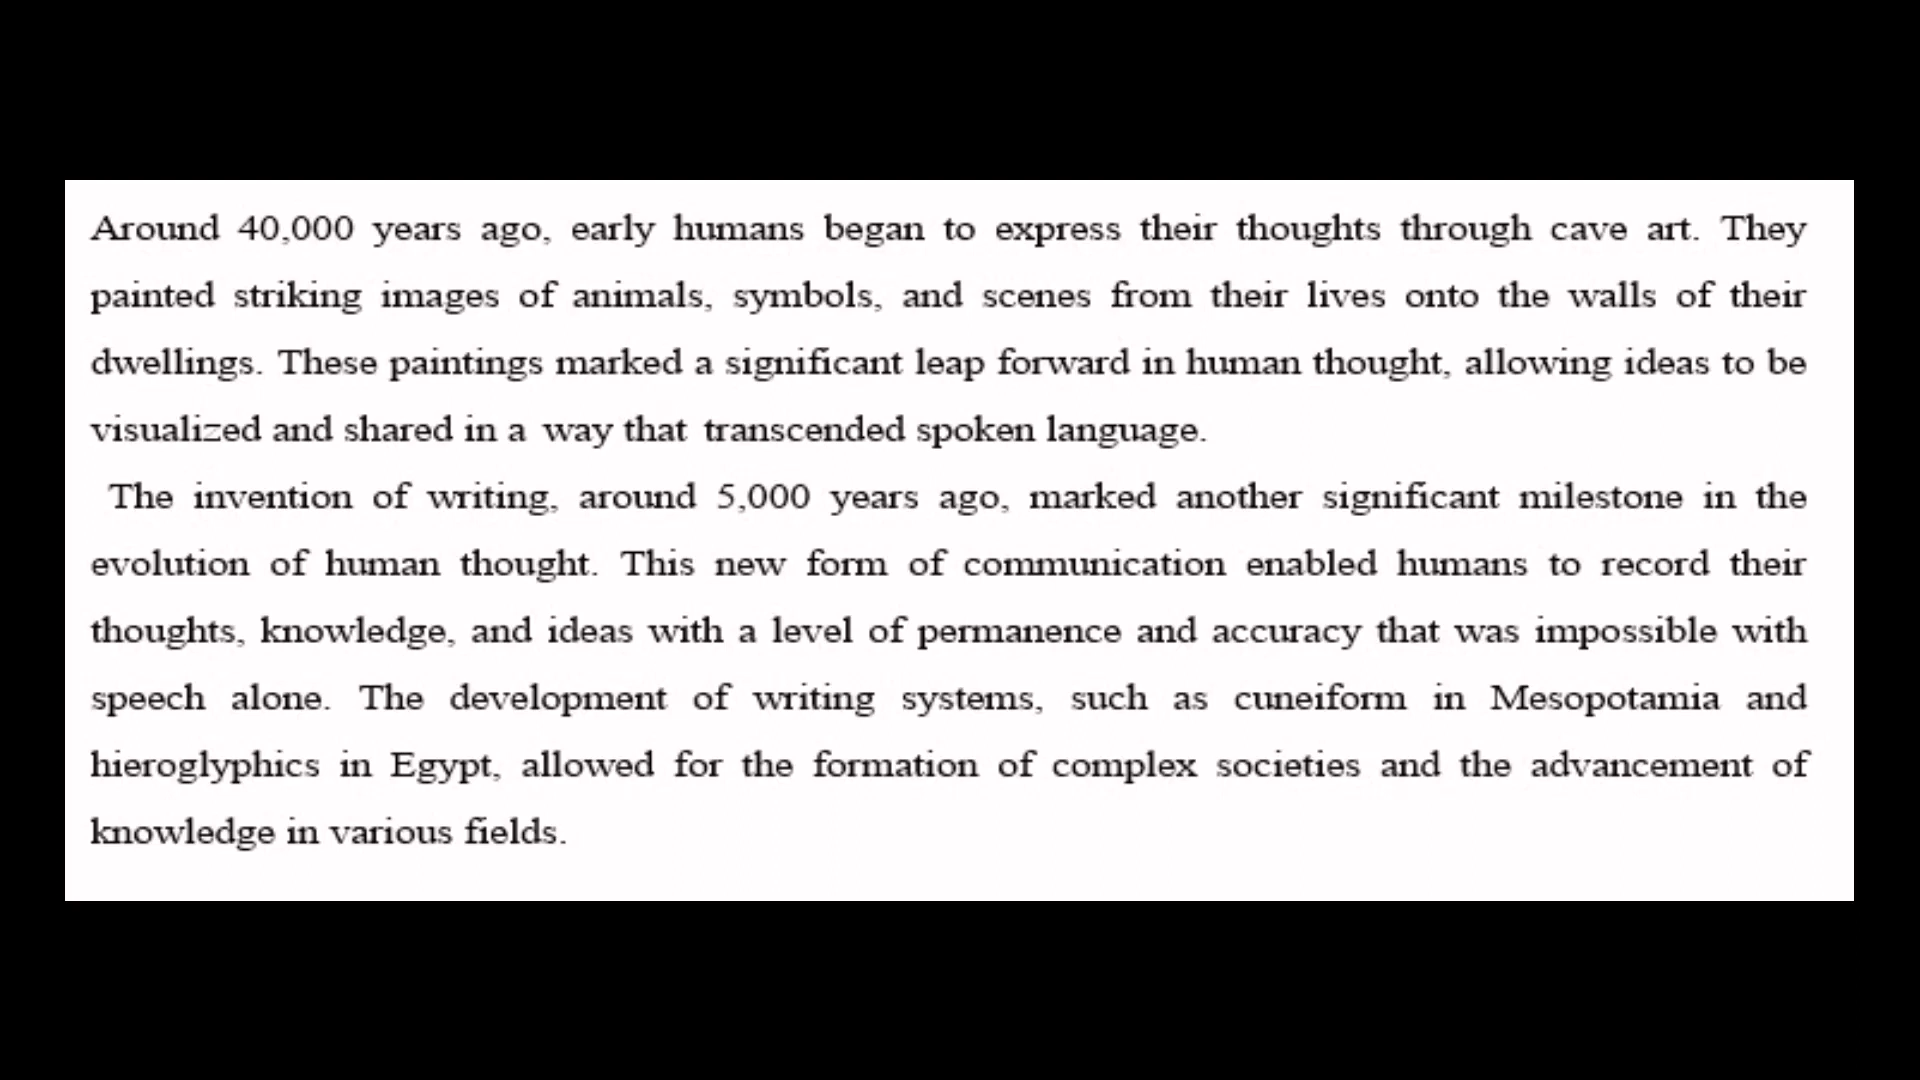 Around 40,000 years ago, early humans began to express their thoughts through cave art. They
painted striking images of animals, symbols, and scenes from their lives onto the walls of their
dwellings. These paintings marked a significant leap forward in human thought, allowing ideas to be
visualized and shared in a way that transcended spoken language.
The invention of writing, around 5,000 years ago, marked another significant milestone in the
evolution of human thought. This new form of communication enabled humans to record their
thoughts, knowledge, and ideas with a level of permanence and accuracy that was impossible with
speech alone. The development of writing systems, such as cuneiform in Mesopotamia and
hieroglyphics in Egypt, allowed for the formation of complex societies and the advancement of
knowledge in various fields.